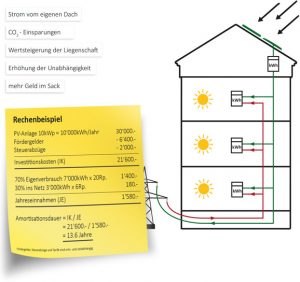 Strom vom eigenen Dach
CO₂ - Einsparungen
Wertsteigerung der Liegenschaft
Erhöhung der Unabhängigkeit
mehr Geld im Sack
Rechenbeispiel
PV-Anlage 10kWp = 10'000kWh/Jahr 30'000.-
Fördergelder - 6'400.-
Steuerabzüge - 2'000.-
Investitionskosten (IK) 21'600.-
70% Eigenverbrauch 7'000kWh x 20Rp. 1'400.-
30% ins Netz 3'000kWh x 6Rp. 180.-
Jahreseinnahmen (JE) 1'580.-
Amortisationsdauer = IK / JE
= 21'600.- / 1'580.-
= 13.6 Jahre
kWh
kWh
kWh
kWh